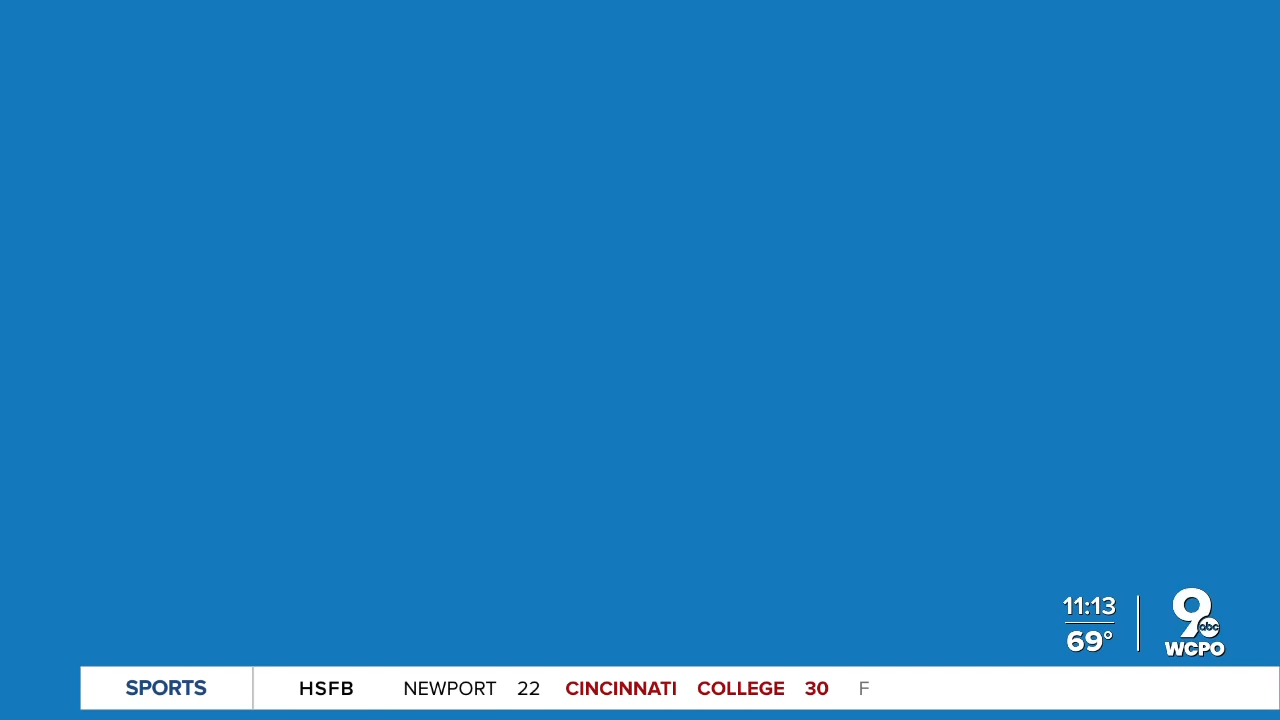 11:13
69°
9
abc
WCPO
SPORTS HSFB NEWPORT 22 CINCINNATI COLLEGE 30 F